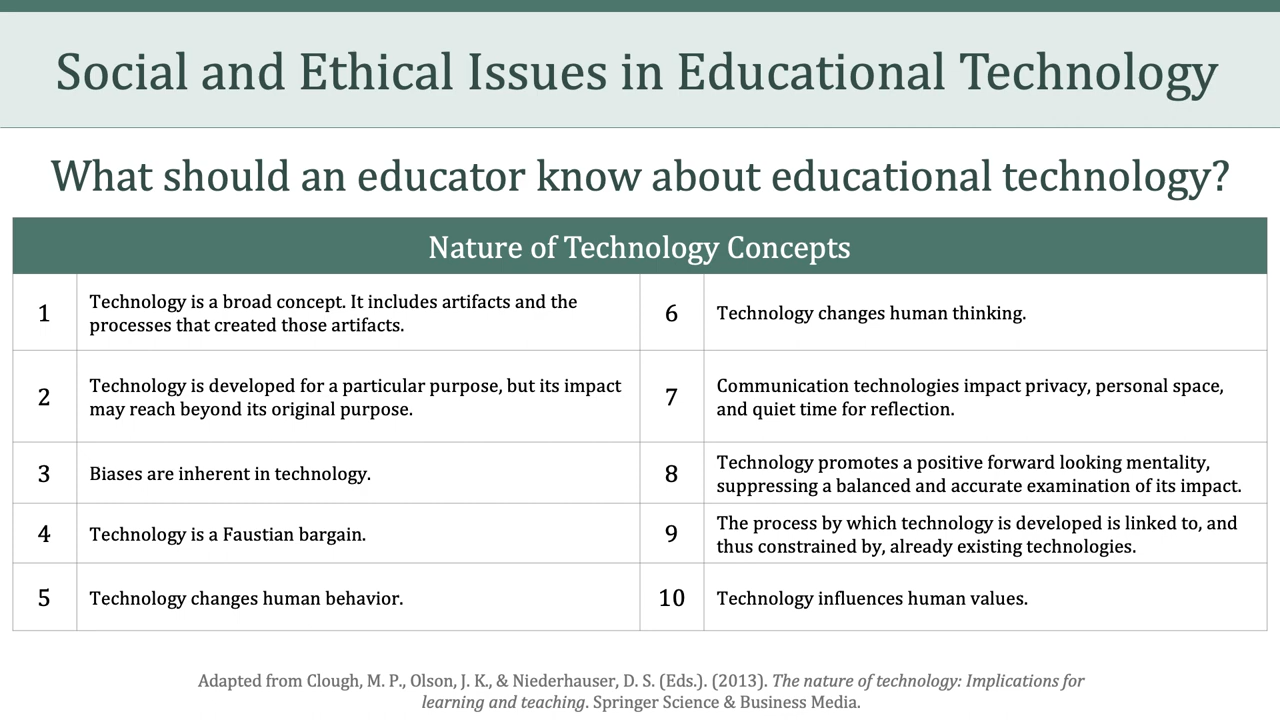 Social and Ethical Issues in Educational Technology
What should an educator know about educational technology?
Nature of Technology Concepts
1
Technology is a broad concept. It includes artifacts and the
processes that created those artifacts.
2
Technology is developed for a particular purpose, but its impact
may reach beyond its original purpose.
3
Biases are inherent in technology.
4
Technology is a Faustian bargain.
5
Technology changes human behavior.
6
Technology changes human thinking.
7
Communication technologies impact privacy, personal space,
and quiet time for reflection.
8
Technology promotes a positive forward looking mentality,
suppressing a balanced and accurate examination of its impact.
9
The process by which technology is developed is linked to, and
thus constrained by, already existing technologies.
10
Technology influences human values.
Adapted from Clough, M. P., Olson, J. K., & Niederhauser, D. S. (Eds.). (2013). The nature of technology: Implications for
learning and teaching. Springer Science & Business Media.